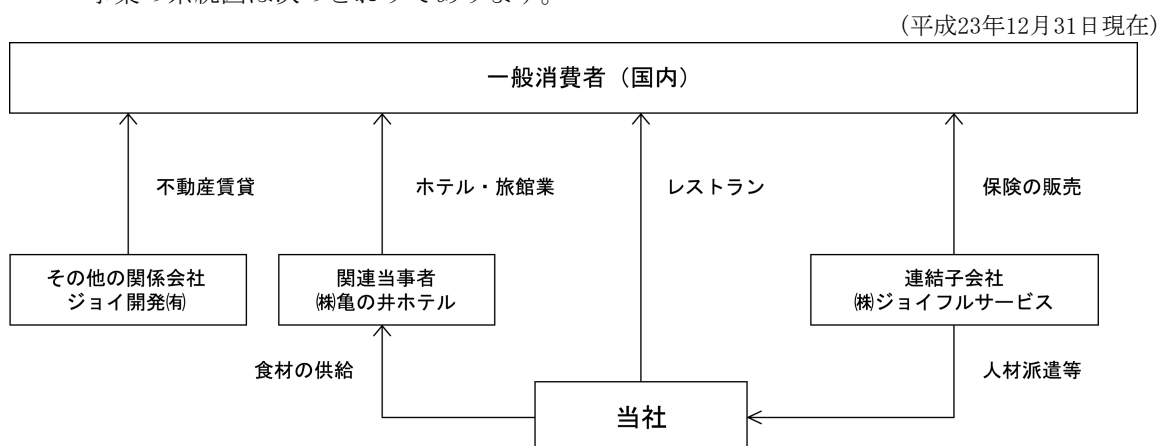 事業の系統図は次のとおりであります。
(平成23年12月31日現在)
一般消費者（国内）
不動産賃貸
ホテル・旅館業
レストラン
保険の販売
その他の関係会社
ジョイ開発㈲
関連当事者
㈱亀の井ホテル
連結子会社
㈱ジョイフルサービス
食材の供給
人材派遣等
当社